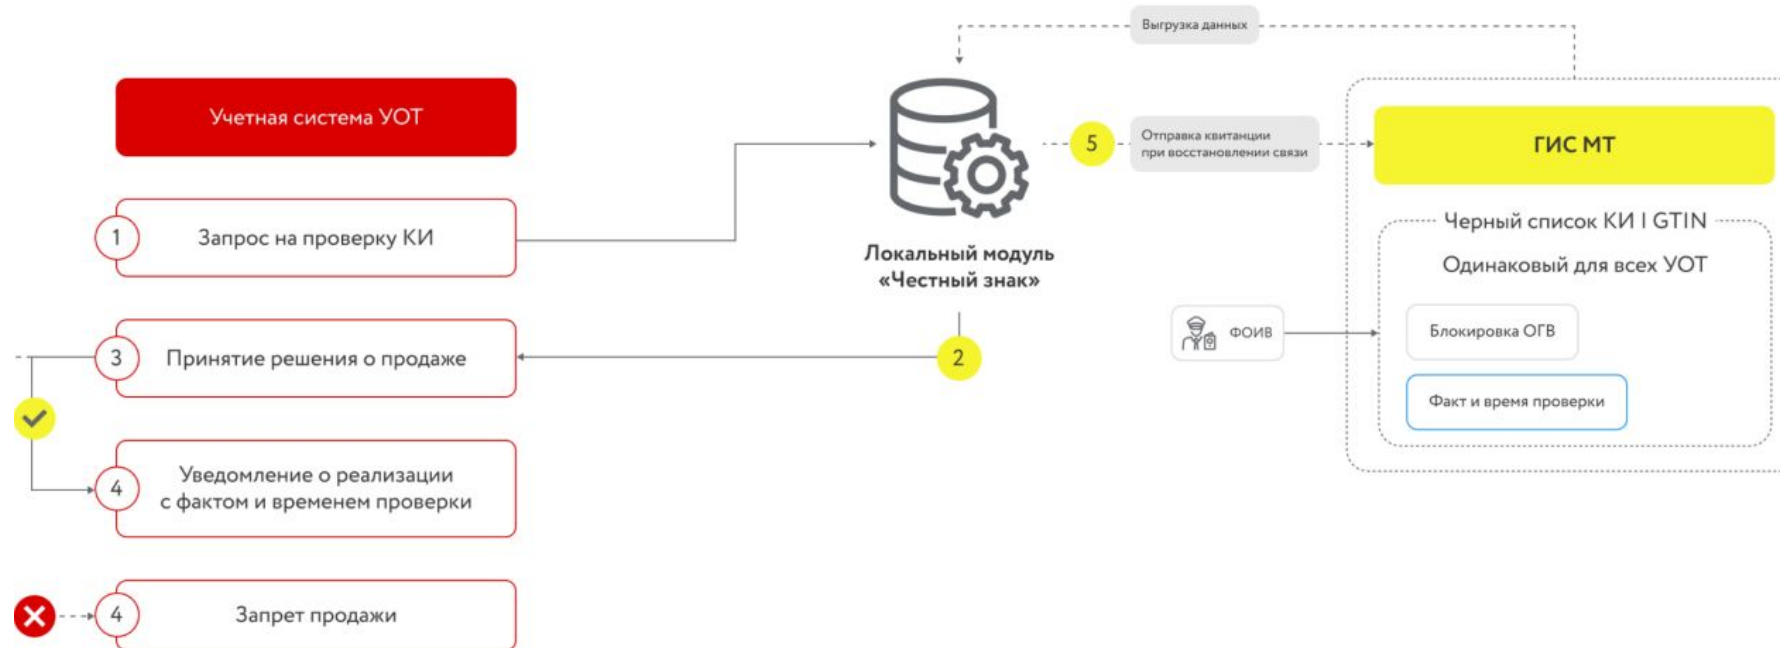 Выгрузка данных
Учетная система УОТ
1
Запрос на проверку КИ
3
Принятие решения о продаже
4
Уведомление о реализации
с фактом и временем проверки
4
Запрет продажи
Локальный модуль
«Честный знак»
2
5
Отправка квитанции
при восстановлении связи
ГИС МТ
Черный список КИ I GTIN
Одинаковый для всех УОТ
ФОИВ
Блокировка ОГВ
Факт и время проверки